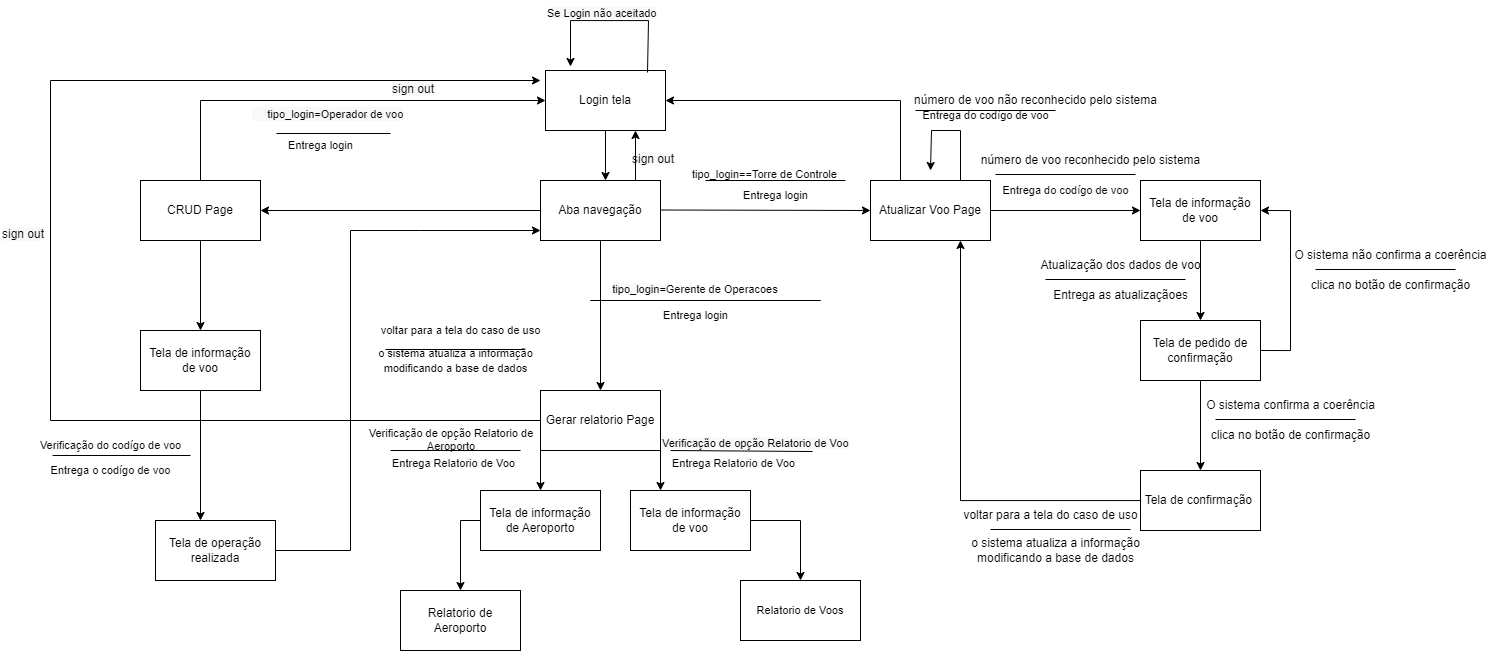 Se Login não aceitado
sign out
Login tela
tipo_login=Operador de voo
Entrega login
sign out
número de voo não reconhecido pelo sistema
Entrega do codígo de voo
tipo_login==Torre de Controle
Entrega login
número de voo reconhecido pelo sistema
Entrega do codígo de voo
CRUD Page
Aba navegação
Atualizar Voo Page
Tela de informação
de voo
sign out
Atualização dos dados de voo
Entrega as atualizaçãoes
O sistema não confirma a coerência
clica no botão de confirmação
tipo_login=Gerente de Operacoes
Entrega login
voltar para a tela do caso de uso
o sistema atualiza a informação
modificando a base de dados
Tela de informação
de voo
Tela de pedido de
confirmação
Gerar relatorio Page
O sistema confirma a coerência
clica no botão de confirmação
Verificação do codígo de voo
Entrega o codígo de voo
Verificação de opção Relatorio de
Aeroporto
Entrega Relatorio de Voo
Verificação de opção Relatorio de Voo
Entrega Relatorio de Voo
Tela de operação
realizada
Tela de informação
de Aeroporto
Tela de informação
de voo
Tela de confirmação
voltar para a tela do caso de uso
o sistema atualiza a informação
modificando a base de dados
Relatorio de
Aeroporto
Relatorio de Voos